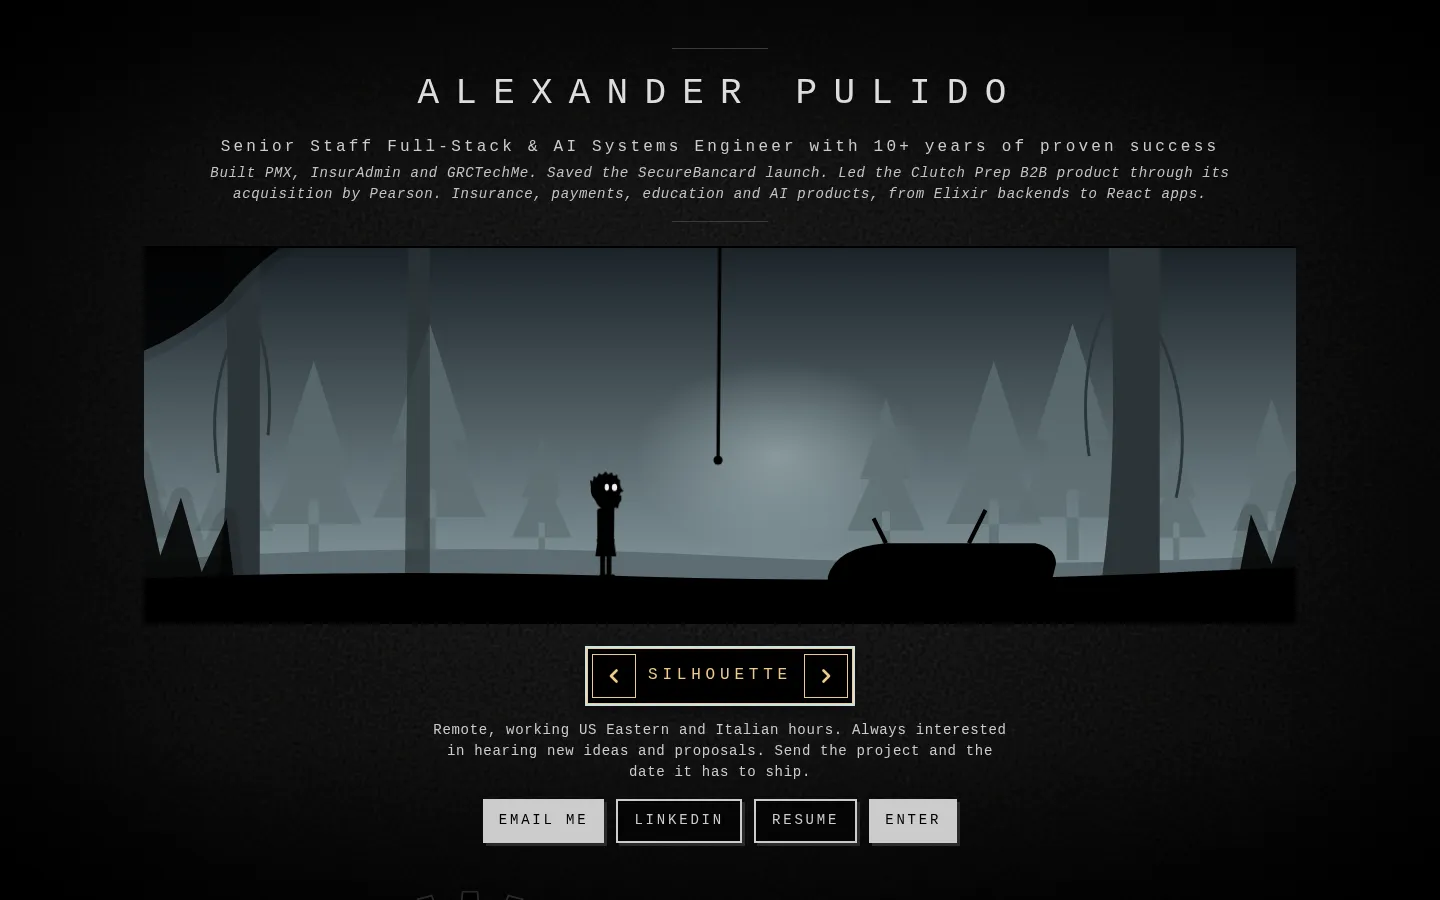 ALEXANDER PULIDO
Senior Staff Full-Stack & AI Systems Engineer with 10+ years of proven success
Built PMX, InsurAdmin and GRCTechMe. Saved the SecureBancard launch. Led the Clutch Prep B2B product through its
acquisition by Pearson. Insurance, payments, education and AI products, from Elixir backends to React apps.
SILHOUETTE
Remote, working US Eastern and Italian hours. Always interested
in hearing new ideas and proposals. Send the project and the
date it has to ship.
EMAIL ME LINKEDIN RESUME ENTER